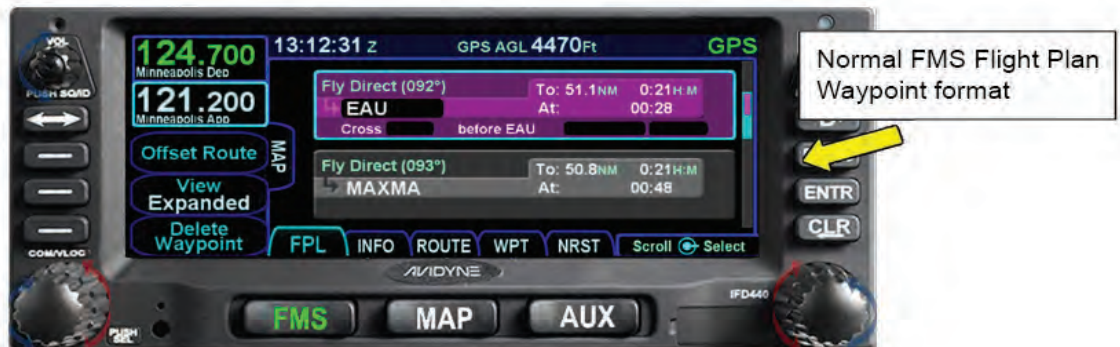 VOL
PUSH SQ/ID
124.700
Minneapolis Dep
121.200
Minneapolis App
13:12:31 Z
GPS AGL 4470Ft
GPS
Fly Direct (092°)
To: 51.1NM 0:21H:M
EAU
At: 00:28
Cross before EAU
Fly Direct (093°)
To: 50.8NM 0:21H:M
MAXMA
At: 00:48
Offset Route
View
Expanded
Delete
Waypoint
MAP
FPL INFO ROUTE WPT NRST Scroll Select
COM/VLOC
AVIDYNE
FMS MAP AUX
IFD440
PUSH
SEL
ENTR
CLR
Normal FMS Flight Plan
Waypoint format